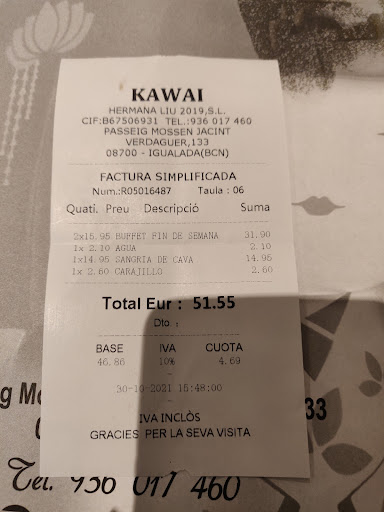 KAWAI
HERMANA LIU 2019,S.L.
CIF:B67506931 TEL.:936 017 460
PASSEIG MOSSEN JACINT
VERDAGUER,133
08700 - IGUALADA(BCN)
FACTURA SIMPLIFICADA
Num.:R05016487 Taula : 06
Quati. Preu Descripció Suma
2x15.95 BUFFET FIN DE SEMANA 31.90
1x 2.10 AGUA 2.10
1x14.95 SANGRIA DE CAVA 14.95
1x 2.60 CARAJILLO 2.60
Total Eur : 51.55
Dto. :
BASE IVA CUOTA
46.86 10% 4.69
30-10-2021 15:48:00
IVA INCLÒS
GRACIES PER LA SEVA VISITA
33
Tel. 936 017 460